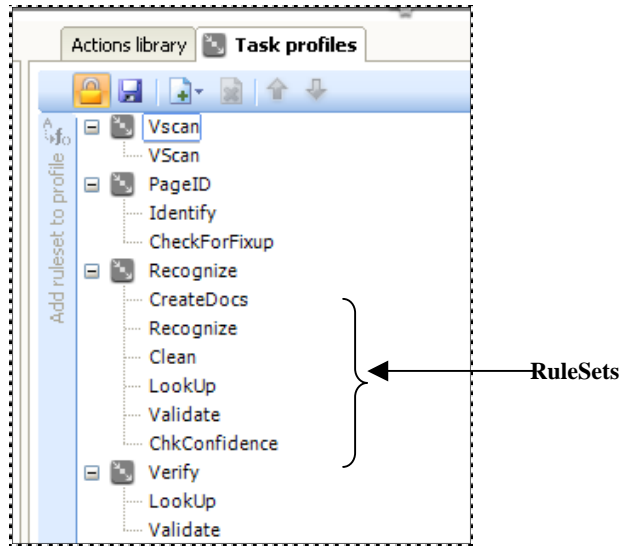 Actions library Task profiles
Add ruleset to profile
Vscan
VScan
PageID
Identify
CheckForFixup
Recognize
CreateDocs
Recognize
Clean
LookUp
Validate
ChkConfidence
Verify
LookUp
Validate
RuleSets